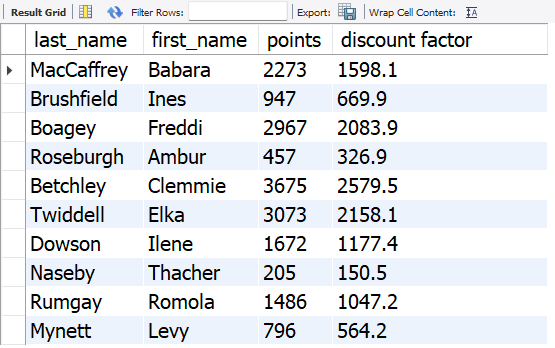 Result Grid Filter Rows: Export: Wrap Cell Content:
last_name first_name points discount factor
MacCaffrey Babara 2273 1598.1
Brushfield Ines 947 669.9
Boagey Freddi 2967 2083.9
Roseburgh Ambur 457 326.9
Betchley Clemmie 3675 2579.5
Twiddell Elka 3073 2158.1
Dowson Ilene 1672 1177.4
Naseby Thacher 205 150.5
Rumgay Romola 1486 1047.2
Mynett Levy 796 564.2